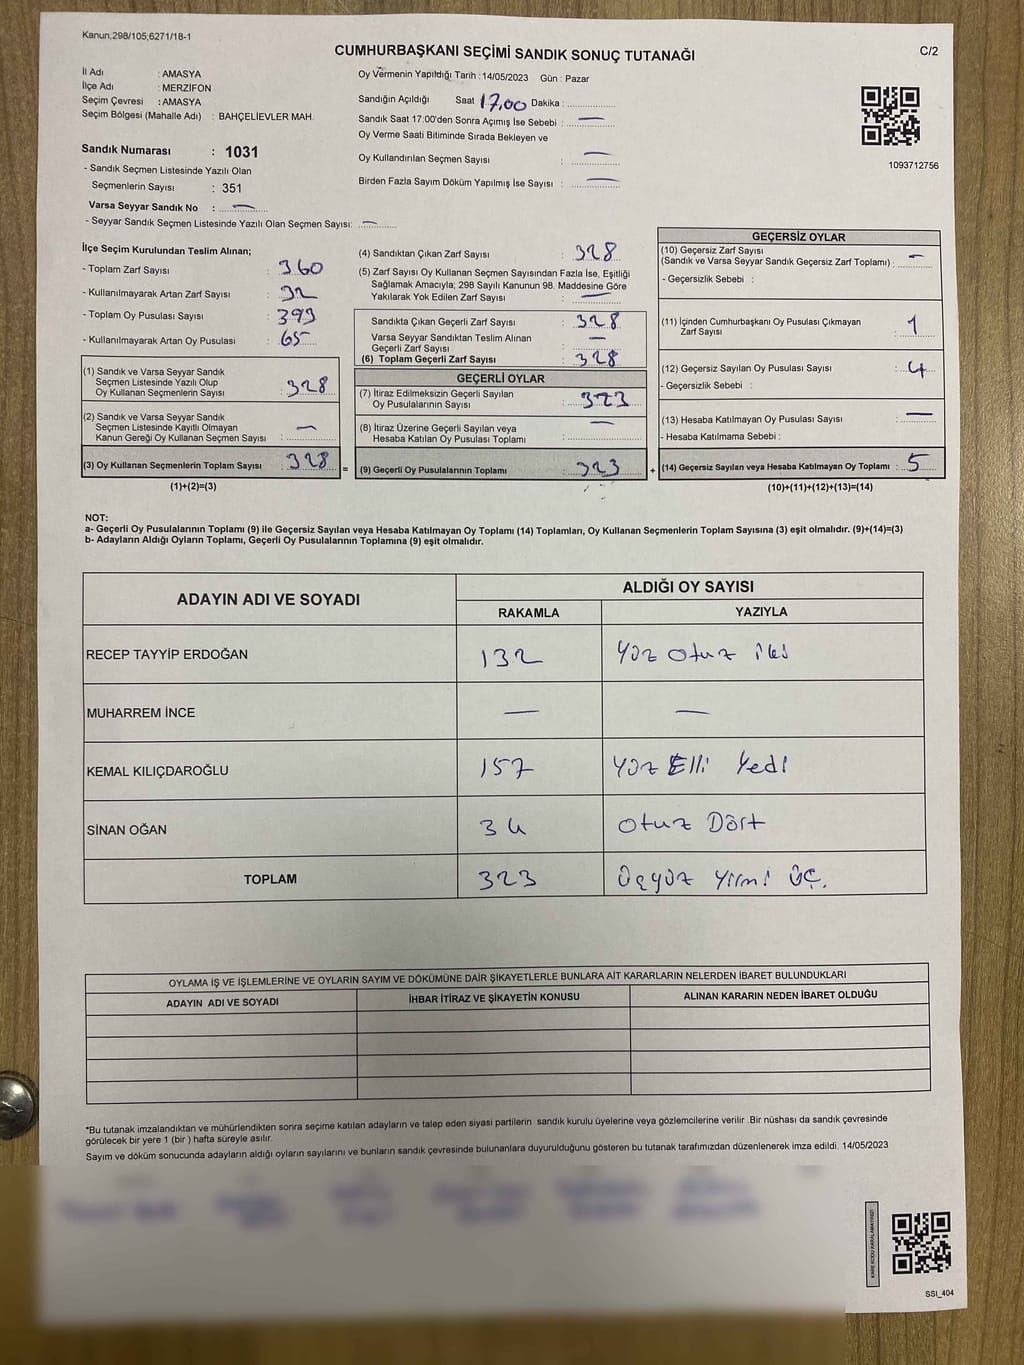 Kanun;298/105,6271/18-1
CUMHURBAŞKANI SEÇİMİ SANDIK SONUÇ TUTANAĞI
C/2
İl Adı : AMASYA
İlçe Adı : MERZİFON
Seçim Çevresi : AMASYA
Seçim Bölgesi (Mahalle Adı) : BAHÇELİEVLER MAH.
Sandık Numarası : 1031
- Sandık Seçmen Listesinde Yazılı Olan
Seçmenlerin Sayısı : 351
Varsa Seyyar Sandık No : —
- Seyyar Sandık Seçmen Listesinde Yazılı Olan Seçmen Sayısı: —
Oy Vermenin Yapıldığı Tarih :14/05/2023 Gün : Pazar
Sandığın Açıldığı Saat 17,00 Dakika :
Sandık Saat 17:00'den Sonra Açımış İse Sebebi : —
Oy Verme Saati Bitiminde Sırada Bekleyen ve
Oy Kullandırılan Seçmen Sayısı : —
Birden Fazla Sayım Döküm Yapılmış İse Sayısı : —
1093712756
İlçe Seçim Kurulundan Teslim Alınan;
- Toplam Zarf Sayısı : 360
- Kullanılmayarak Artan Zarf Sayısı : 32
- Toplam Oy Pusulası Sayısı : 393
- Kullanılmayarak Artan Oy Pusulası : 65
(1) Sandık ve Varsa Seyyar Sandık
Seçmen Listesinde Yazılı Olup
Oy Kullanan Seçmenlerin Sayısı : 328
(2) Sandık ve Varsa Seyyar Sandık
Seçmen Listesinde Kayıtlı Olmayan
Kanun Gereği Oy Kullanan Seçmen Sayısı : —
(3) Oy Kullanan Seçmenlerin Toplam Sayısı : 328
(1)+(2)=(3)
(4) Sandıktan Çıkan Zarf Sayısı : 328
(5) Zarf Sayısı Oy Kullanan Seçmen Sayısından Fazla İse, Eşitliği
Sağlamak Amacıyla; 298 Sayılı Kanunun 98. Maddesine Göre
Yakılarak Yok Edilen Zarf Sayısı : —
Sandıkta Çıkan Geçerli Zarf Sayısı : 328
Varsa Seyyar Sandıktan Teslim Alınan
Geçerli Zarf Sayısı : —
(6) Toplam Geçerli Zarf Sayısı : 328
GEÇERLİ OYLAR
(7) İtiraz Edilmeksizin Geçerli Sayılan
Oy Pusulalarının Sayısı : 323
(8) İtiraz Üzerine Geçerli Sayılan veya
Hesaba Katılan Oy Pusulası Toplamı : —
= (9) Geçerli Oy Pusulalarının Toplamı : 323 +
GEÇERSİZ OYLAR
(10) Geçersiz Zarf Sayısı
(Sandık ve Varsa Seyyar Sandık Geçersiz Zarf Toplamı) : —
- Geçersizlik Sebebi :
(11) İçinden Cumhurbaşkanı Oy Pusulası Çıkmayan
Zarf Sayısı : 1
(12) Geçersiz Sayılan Oy Pusulası Sayısı : 4
- Geçersizlik Sebebi :
(13) Hesaba Katılmayan Oy Pusulası Sayısı : —
- Hesaba Katılmama Sebebi :
(14) Geçersiz Sayılan veya Hesaba Katılmayan Oy Toplamı : 5
(10)+(11)+(12)+(13)=(14)
NOT:
a- Geçerli Oy Pusulalarının Toplamı (9) ile Geçersiz Sayılan veya Hesaba Katılmayan Oy Toplamı (14) Toplamları, Oy Kullanan Seçmenlerin Toplam Sayısına (3) eşit olmalıdır. (9)+(14)=(3)
b- Adayların Aldığı Oyların Toplamı, Geçerli Oy Pusulalarının Toplamına (9) eşit olmalıdır.
ADAYIN ADI VE SOYADI
ALDIĞI OY SAYISI
RAKAMLA YAZIYLA
RECEP TAYYİP ERDOĞAN 132 Yüz Otuz iki
MUHARREM İNCE — —
KEMAL KILIÇDAROĞLU 157 Yüz Elli Yedi
SİNAN OĞAN 34 Otuz Dört
TOPLAM 323 Üçyüz Yirmi üç.
OYLAMA İŞ VE İŞLEMLERİNE VE OYLARIN SAYIM VE DÖKÜMÜNE DAİR ŞİKAYETLERLE BUNLARA AİT KARARLARIN NELERDEN İBARET BULUNDUKLARI
ADAYIN ADI VE SOYADI İHBAR İTİRAZ VE ŞİKAYETİN KONUSU ALINAN KARARIN NEDEN İBARET OLDUĞU
*Bu tutanak imzalandıktan ve mühürlendikten sonra seçime katılan adayların ve talep eden siyasi partilerin sandık kurulu üyelerine veya gözlemcilerine verilir .Bir nüshası da sandık çevresinde
görülecek bir yere 1 (bir ) hafta süreyle asılır.
Sayım ve döküm sonucunda adayların aldığı oyların sayılarını ve bunların sandık çevresinde bulunanlara duyurulduğunu gösteren bu tutanak tarafımızdan düzenlenerek imza edildi. 14/05/2023
KARE KODU KARALAMAYINIZ!
SSI_404